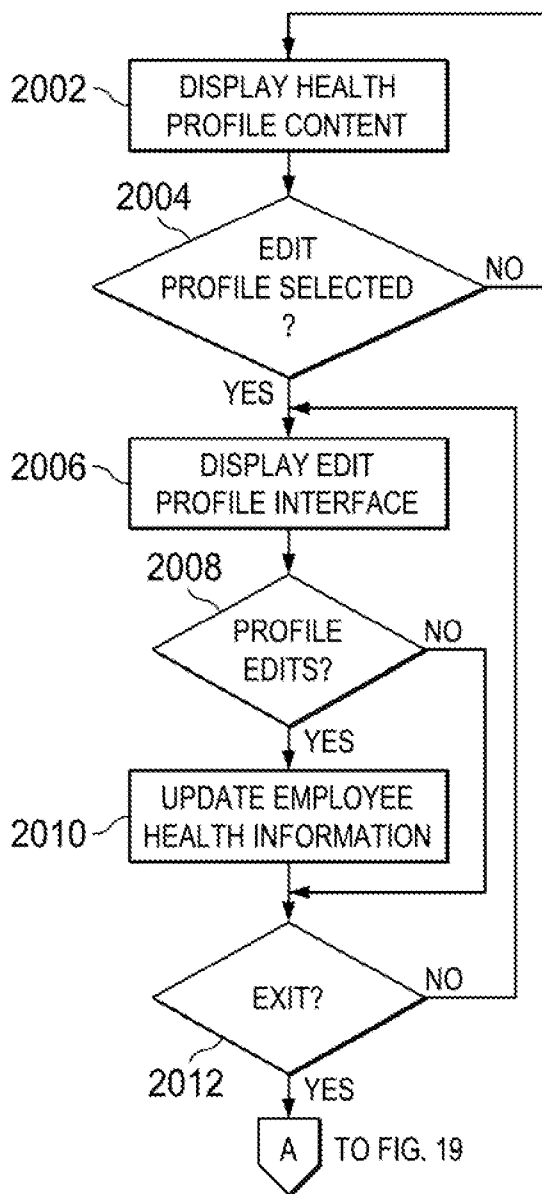 2002
DISPLAY HEALTH
PROFILE CONTENT
2004
EDIT
PROFILE SELECTED
?
NO
YES
2006
DISPLAY EDIT
PROFILE INTERFACE
2008
PROFILE
EDITS?
NO
YES
2010
UPDATE EMPLOYEE
HEALTH INFORMATION
EXIT?
NO
2012
YES
A
TO FIG. 19